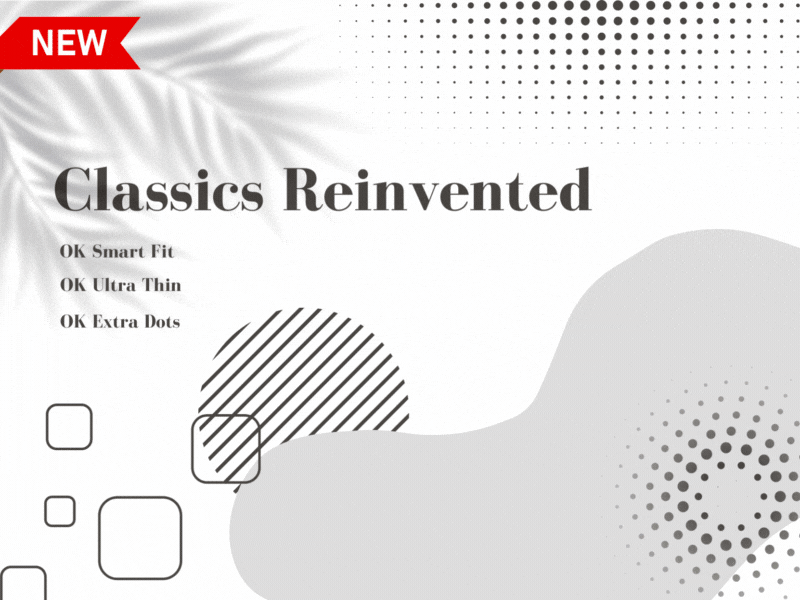 NEW
Classics Reinvented
OK Smart Fit
OK Ultra Thin
OK Extra Dots